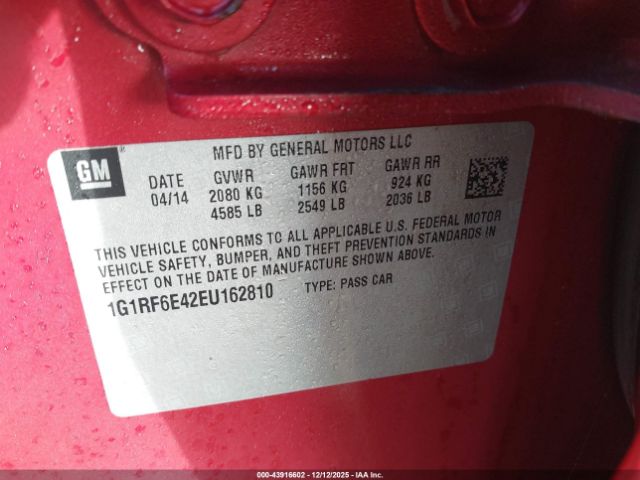 MFD BY GENERAL MOTORS LLC
GM
DATE GVWR GAWR FRT GAWR RR
04/14 2080 KG 1156 KG 924 KG
4585 LB 2549 LB 2036 LB
THIS VEHICLE CONFORMS TO ALL APPLICABLE U.S. FEDERAL MOTOR
VEHICLE SAFETY, BUMPER, AND THEFT PREVENTION STANDARDS IN
EFFECT ON THE DATE OF MANUFACTURE SHOWN ABOVE.
1G1RF6E42EU162810 TYPE: PASS CAR
000-43916602 - 12/12/2025 - IAA Inc.